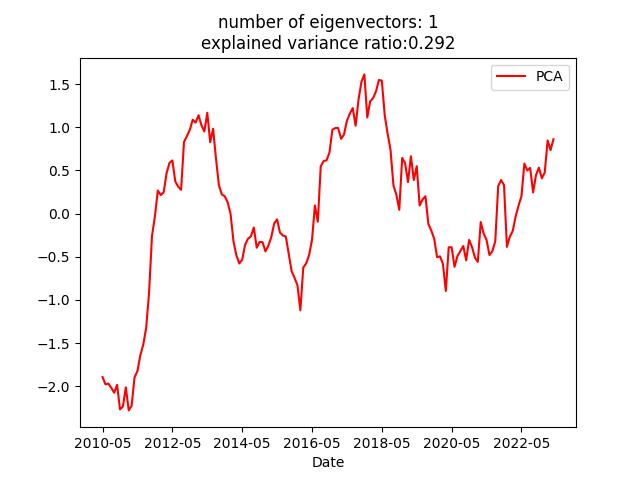 number of eigenvectors: 1
explained variance ratio:0.292
PCA
1.5
1.0
0.5
0.0
−0.5
−1.0
−1.5
−2.0
2010-05 2012-05 2014-05 2016-05 2018-05 2020-05 2022-05
Date